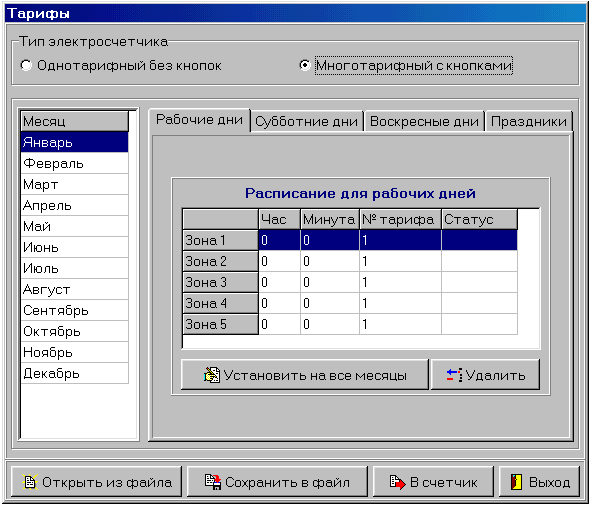 Тарифы
Тип электросчетчика
Однотарифный без кнопок Многотарифный с кнопками
Месяц
Январь
Февраль
Март
Апрель
Май
Июнь
Июль
Август
Сентябрь
Октябрь
Ноябрь
Декабрь
Рабочие дни Субботние дни Воскресные дни Праздники
Расписание для рабочих дней
Час Минута № тарифа Статус
Зона 1 0 0 1
Зона 2 0 0 1
Зона 3 0 0 1
Зона 4 0 0 1
Зона 5 0 0 1
Установить на все месяцы Удалить
Открыть из файла Сохранить в файл В счетчик Выход